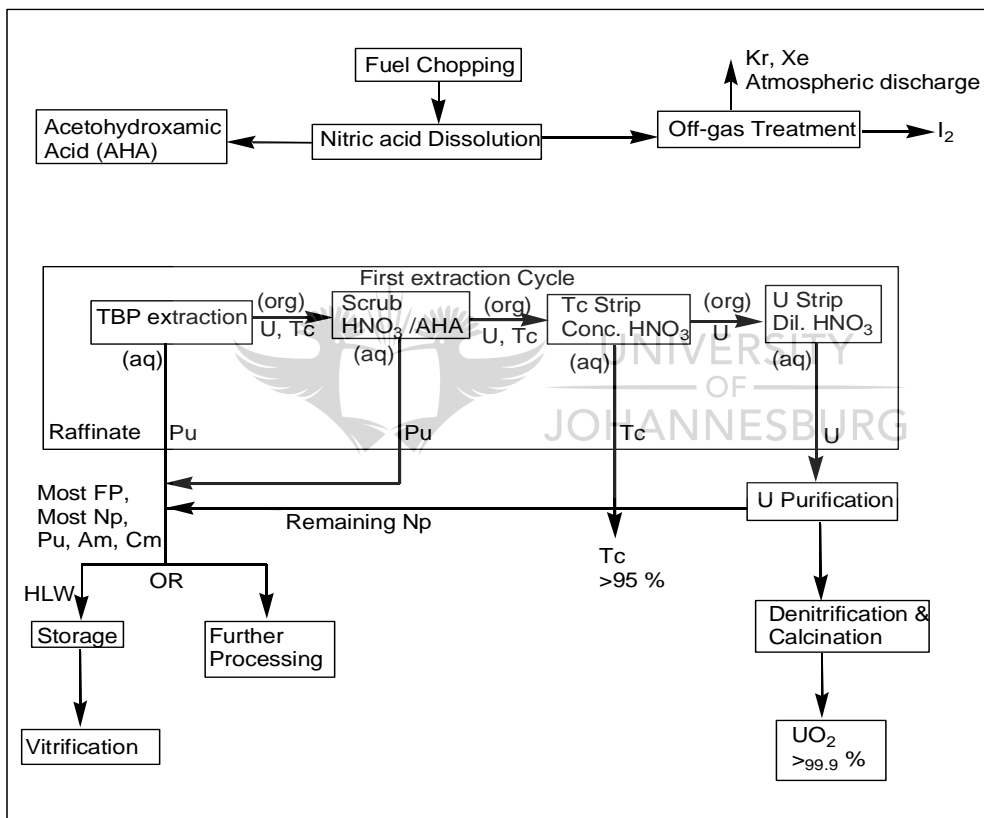 Fuel Chopping
Kr, Xe
Atmospheric discharge
Acetohydroxamic
Acid (AHA)
Nitric acid Dissolution
Off-gas Treatment
I₂
First extraction Cycle
TBP extraction
(aq)
(org)
U, Tc
Scrub
HNO₃ /AHA
(aq)
(org)
U, Tc
Tc Strip
Conc. HNO₃
(aq)
(org)
U
U Strip
Dil. HNO₃
(aq)
UNIVERSITY
OF
JOHANNESBURG
Raffinate
Pu
Pu
Tc
U
Most FP,
Most Np,
Pu, Am, Cm
Remaining Np
U Purification
Tc
>95 %
HLW
OR
Storage
Further
Processing
Denitrification &
Calcination
Vitrification
UO₂
>99.9 %